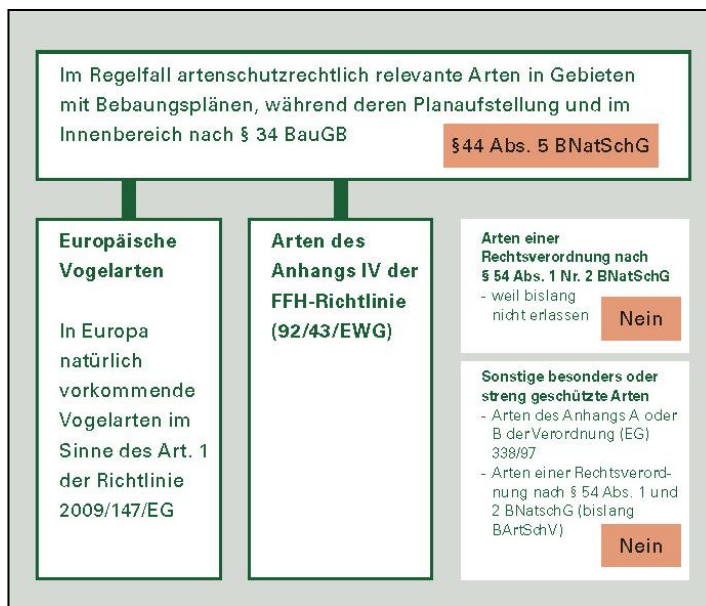 Im Regelfall artenschutzrechtlich relevante Arten in Gebieten
mit Bebaungsplänen, während deren Planaufstellung und im
Innenbereich nach § 34 BauGB
§44 Abs. 5 BNatSchG
Europäische
Vogelarten
In Europa
natürlich
vorkommende
Vogelarten im
Sinne des Art. 1
der Richtlinie
2009/147/EG
Arten des
Anhangs IV der
FFH-Richtlinie
(92/43/EWG)
Arten einer
Rechtsverordnung nach
§ 54 Abs. 1 Nr. 2 BNatSchG
- weil bislang
nicht erlassen
Nein
Sonstige besonders oder
streng geschützte Arten
- Arten des Anhangs A oder
B der Verordnung (EG)
338/97
- Arten einer Rechtsverord-
nung nach § 54 Abs. 1 und
2 BNatschG (bislang
BArtSchV)
Nein